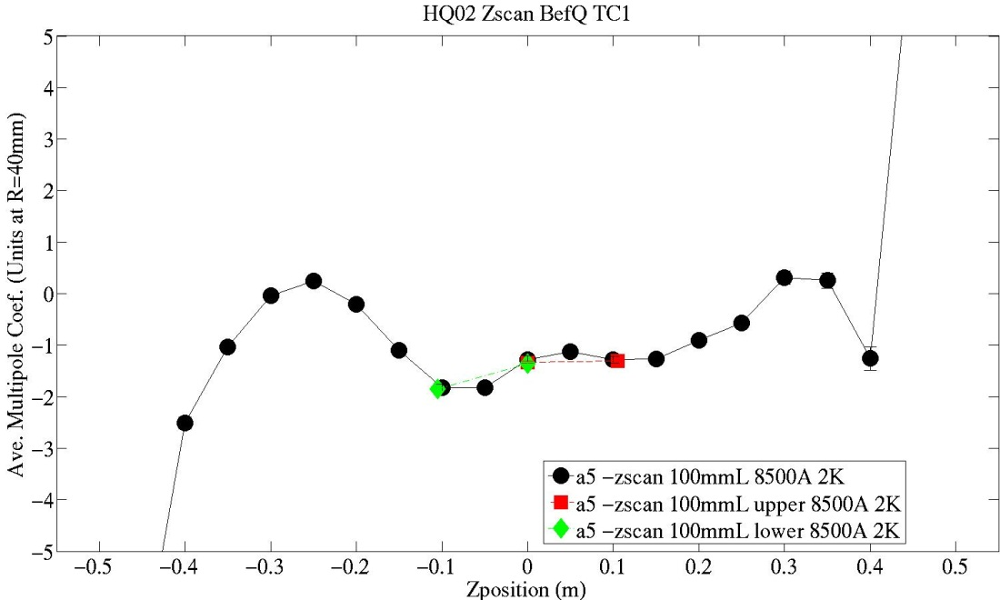 HQ02 Zscan BefQ TC1
5
4
3
2
1
0
−1
−2
−3
−4
−5
Ave. Multipole Coef. (Units at R=40mm)
a5 −zscan 100mmL 8500A 2K
a5 −zscan 100mmL upper 8500A 2K
a5 −zscan 100mmL lower 8500A 2K
−0.5 −0.4 −0.3 −0.2 −0.1 0 0.1 0.2 0.3 0.4 0.5
Zposition (m)